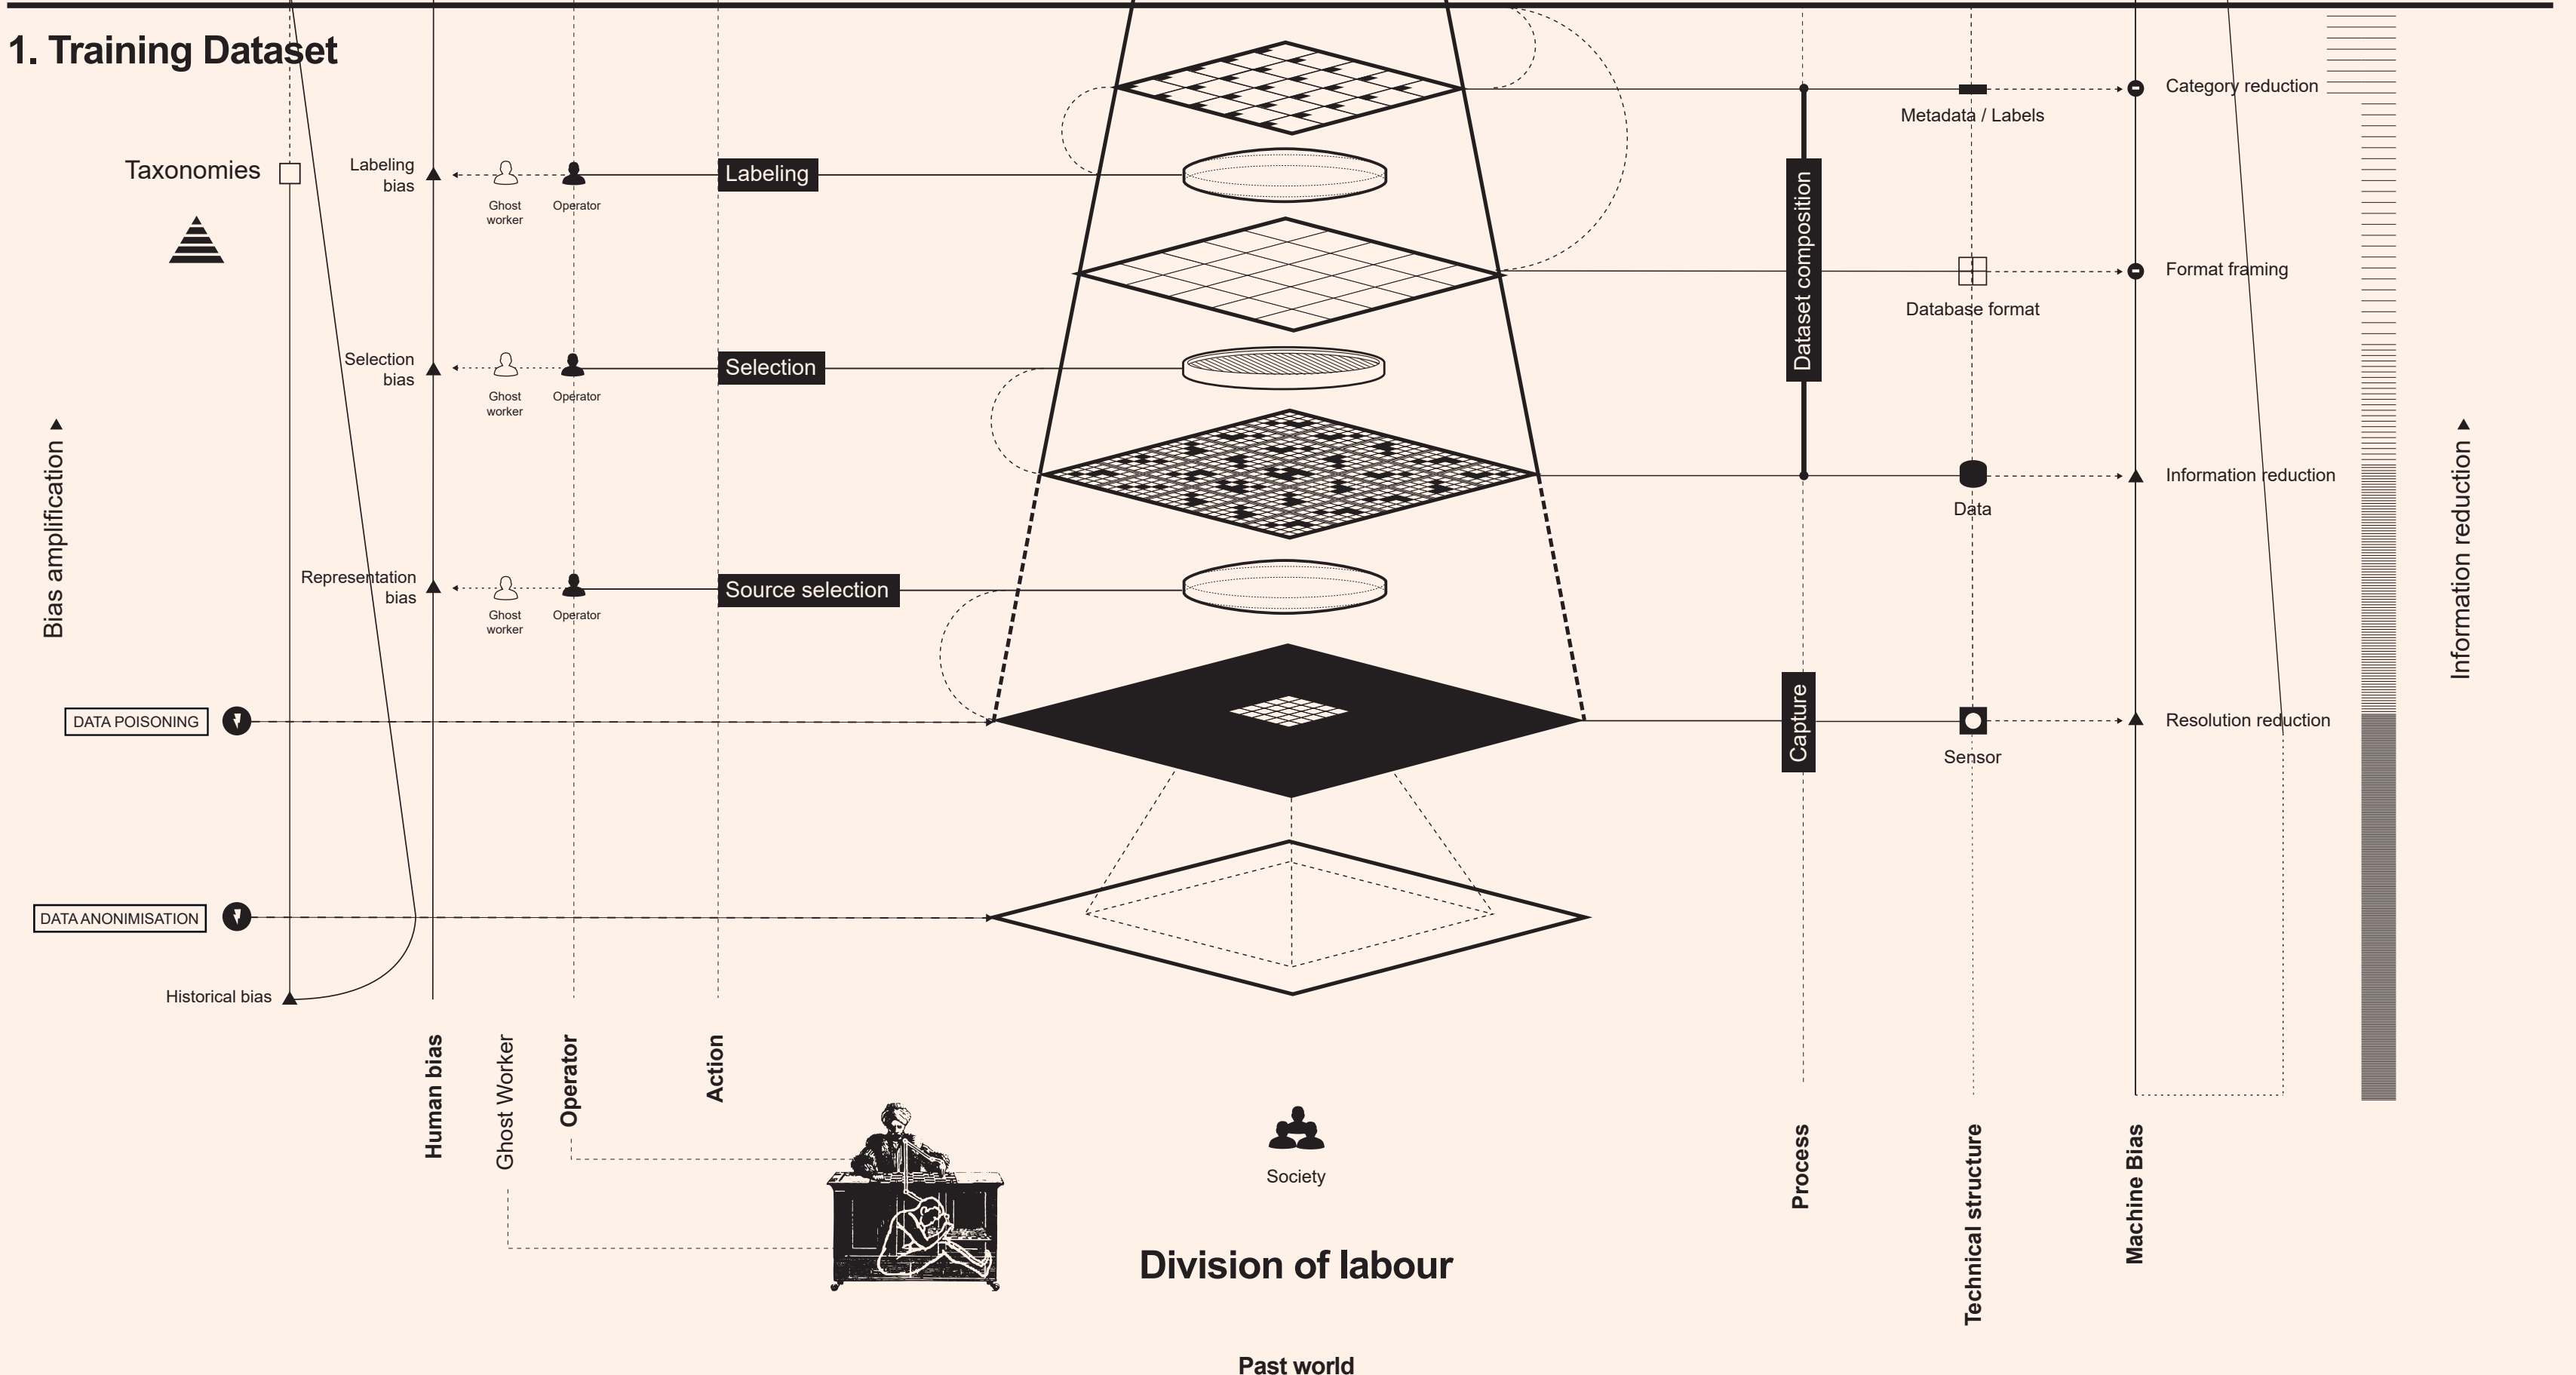 1. Training Dataset
Category reduction
Metadata / Labels
Taxonomies
Labeling
bias
Ghost
worker
Operator
Labeling
Dataset composition
Format framing
Database format
Selection
bias
Ghost
worker
Operator
Selection
Bias amplification
Information reduction
Data
Information reduction
Representation
bias
Ghost
worker
Operator
Source selection
DATA POISONING
Capture
Resolution reduction
Sensor
DATA ANONIMISATION
Historical bias
Human bias
Ghost Worker
Operator
Action
Society
Process
Technical structure
Machine Bias
Division of labour
Past world